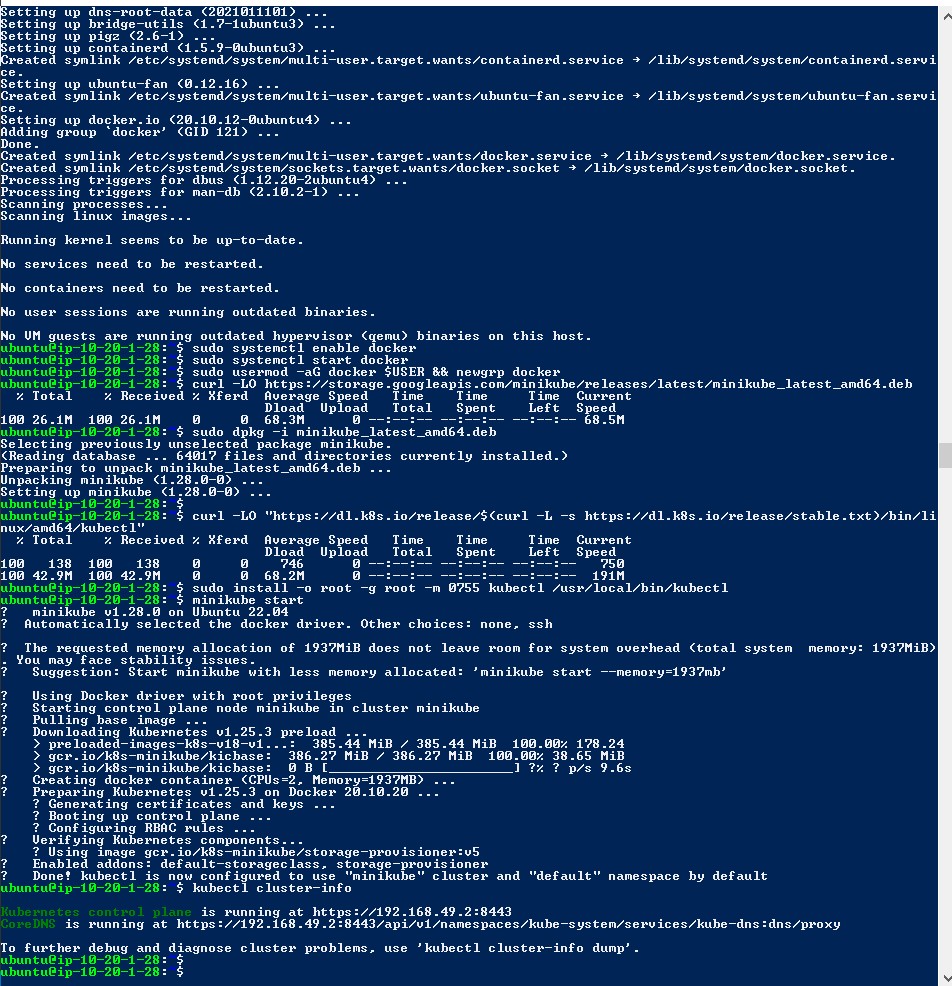 Setting up dns-root-data (2021011101) ...
Setting up bridge-utils (1.7-1ubuntu3) ...
Setting up pigz (2.6-1) ...
Setting up containerd (1.5.9-0ubuntu3) ...
Created symlink /etc/systemd/system/multi-user.target.wants/containerd.service → /lib/systemd/system/containerd.servi
ce.
Setting up ubuntu-fan (0.12.16) ...
Created symlink /etc/systemd/system/multi-user.target.wants/ubuntu-fan.service → /lib/systemd/system/ubuntu-fan.servi
ce.
Setting up docker.io (20.10.12-0ubuntu4) ...
Adding group `docker' (GID 121) ...
Done.
Created symlink /etc/systemd/system/multi-user.target.wants/docker.service → /lib/systemd/system/docker.service.
Created symlink /etc/systemd/system/sockets.target.wants/docker.socket → /lib/systemd/system/docker.socket.
Processing triggers for dbus (1.12.20-2ubuntu4) ...
Processing triggers for man-db (2.10.2-1) ...
Scanning processes...
Scanning linux images...
Running kernel seems to be up-to-date.
No services need to be restarted.
No containers need to be restarted.
No user sessions are running outdated binaries.
No VM guests are running outdated hypervisor (qemu) binaries on this host.
ubuntu@ip-10-20-1-28: $ sudo systemctl enable docker
ubuntu@ip-10-20-1-28: $ sudo systemctl start docker
ubuntu@ip-10-20-1-28: $ sudo usermod -aG docker $USER && newgrp docker
ubuntu@ip-10-20-1-28: $ curl -LO https://storage.googleapis.com/minikube/releases/latest/minikube_latest_amd64.deb
% Total % Received % Xferd Average Speed Time Time Time Current
Dload Upload Total Spent Left Speed
100 26.1M 100 26.1M 0 0 68.3M 0 --:--:-- --:--:-- --:--:-- 68.5M
ubuntu@ip-10-20-1-28: $ sudo dpkg -i minikube_latest_amd64.deb
Selecting previously unselected package minikube.
(Reading database ... 64017 files and directories currently installed.)
Preparing to unpack minikube_latest_amd64.deb ...
Unpacking minikube (1.28.0-0) ...
Setting up minikube (1.28.0-0) ...
ubuntu@ip-10-20-1-28: $
ubuntu@ip-10-20-1-28: $ curl -LO "https://dl.k8s.io/release/$(curl -L -s https://dl.k8s.io/release/stable.txt)/bin/li
nux/amd64/kubectl"
% Total % Received % Xferd Average Speed Time Time Time Current
Dload Upload Total Spent Left Speed
100 138 100 138 0 0 746 0 --:--:-- --:--:-- --:--:-- 750
100 42.9M 100 42.9M 0 0 68.2M 0 --:--:-- --:--:-- --:--:-- 191M
ubuntu@ip-10-20-1-28: $ sudo install -o root -g root -m 0755 kubectl /usr/local/bin/kubectl
ubuntu@ip-10-20-1-28: $ minikube start
? minikube v1.28.0 on Ubuntu 22.04
? Automatically selected the docker driver. Other choices: none, ssh
? The requested memory allocation of 1937MiB does not leave room for system overhead (total system memory: 1937MiB)
. You may face stability issues.
? Suggestion: Start minikube with less memory allocated: 'minikube start --memory=1937mb'
? Using Docker driver with root privileges
? Starting control plane node minikube in cluster minikube
? Pulling base image ...
? Downloading Kubernetes v1.25.3 preload ...
> preloaded-images-k8s-v18-v1...: 385.44 MiB / 385.44 MiB 100.00% 178.24
> gcr.io/k8s-minikube/kicbase: 386.27 MiB / 386.27 MiB 100.00% 38.65 MiB
> gcr.io/k8s-minikube/kicbase: 0 B [_______________________] ?% ? p/s 9.6s
? Creating docker container (CPUs=2, Memory=1937MB) ...
? Preparing Kubernetes v1.25.3 on Docker 20.10.20 ...
? Generating certificates and keys ...
? Booting up control plane ...
? Configuring RBAC rules ...
? Verifying Kubernetes components...
? Using image gcr.io/k8s-minikube/storage-provisioner:v5
? Enabled addons: default-storageclass, storage-provisioner
? Done! kubectl is now configured to use "minikube" cluster and "default" namespace by default
ubuntu@ip-10-20-1-28: $ kubectl cluster-info
Kubernetes control plane is running at https://192.168.49.2:8443
CoreDNS is running at https://192.168.49.2:8443/api/v1/namespaces/kube-system/services/kube-dns:dns/proxy
To further debug and diagnose cluster problems, use 'kubectl cluster-info dump'.
ubuntu@ip-10-20-1-28: $
ubuntu@ip-10-20-1-28: $